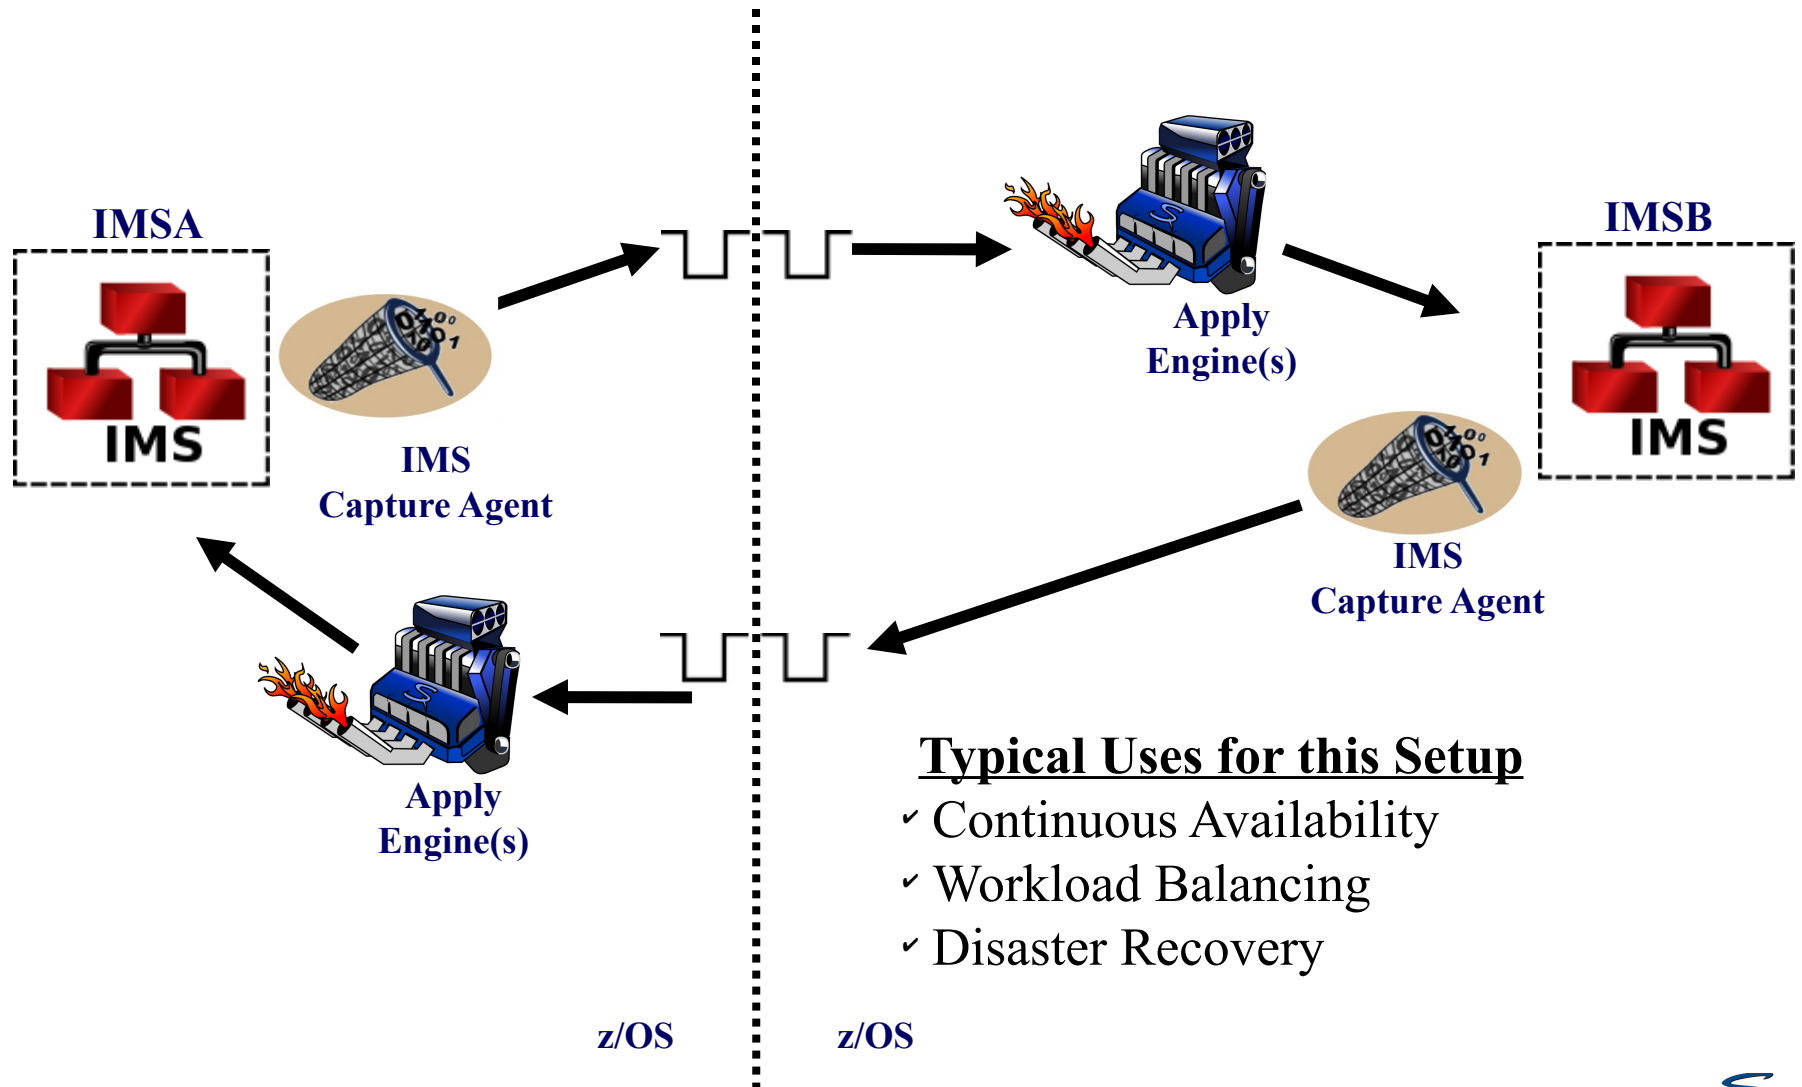 IMSA
IMS
IMS
Capture Agent
Apply
Engine(s)
IMSB
IMS
IMS
Capture Agent
Apply
Engine(s)
Typical Uses for this Setup
✓ Continuous Availability
✓ Workload Balancing
✓ Disaster Recovery
z/OS
z/OS